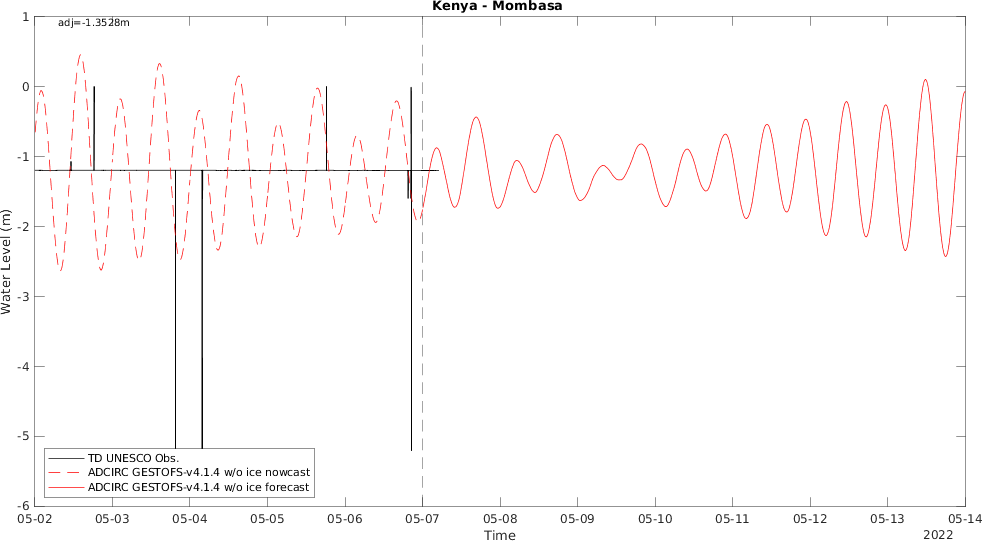 Kenya - Mombasa
adj=-1.3528m
1
0
-1
-2
-3
-4
-5
-6
Water Level (m)
TD UNESCO Obs.
ADCIRC GESTOFS-v4.1.4 w/o ice nowcast
ADCIRC GESTOFS-v4.1.4 w/o ice forecast
05-02 05-03 05-04 05-05 05-06 05-07 05-08 05-09 05-10 05-11 05-12 05-13 05-14
Time
2022